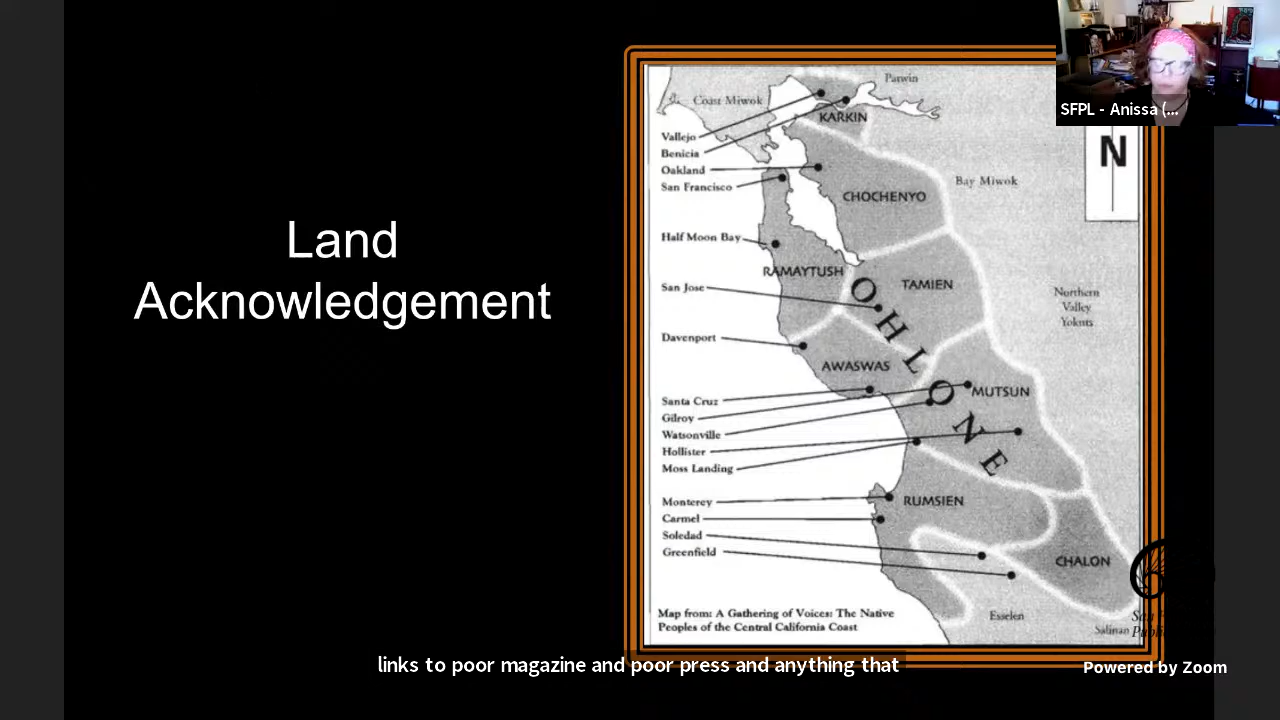 Land
Acknowledgement
SFPL - Anissa (...
N
Patwin
Coast Miwok
KARKIN
Vallejo
Benicia
Oakland
San Francisco
Bay Miwok
CHOCHENYO
Half Moon Bay
RAMAYTUSH
TAMIEN
San Jose
Northern
Valley
Yokuts
OHLONE
Davenport
AWASWAS
MUTSUN
Santa Cruz
Gilroy
Watsonville
Hollister
Moss Landing
Monterey
RUMSIEN
Carmel
Soledad
Greenfield
CHALON
Esselen
Salinan
Map from: A Gathering of Voices: The Native
Peoples of the Central California Coast
links to poor magazine and poor press and anything that
Powered by Zoom